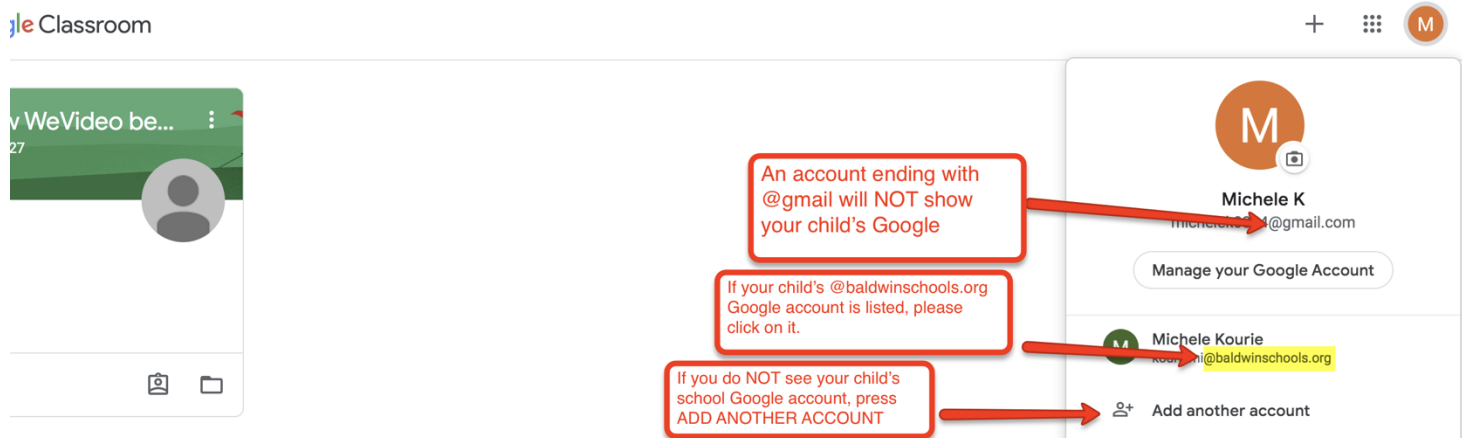 gle Classroom
M
v WeVideo be...
27
An account ending with
@gmail will NOT show
your child's Google
If your child's @baldwinschools.org
Google account is listed, please
click on it.
If you do NOT see your child's
school Google account, press
ADD ANOTHER ACCOUNT
M
Michele K
@gmail.com
Manage your Google Account
M
Michele Kourie
@baldwinschools.org
Add another account